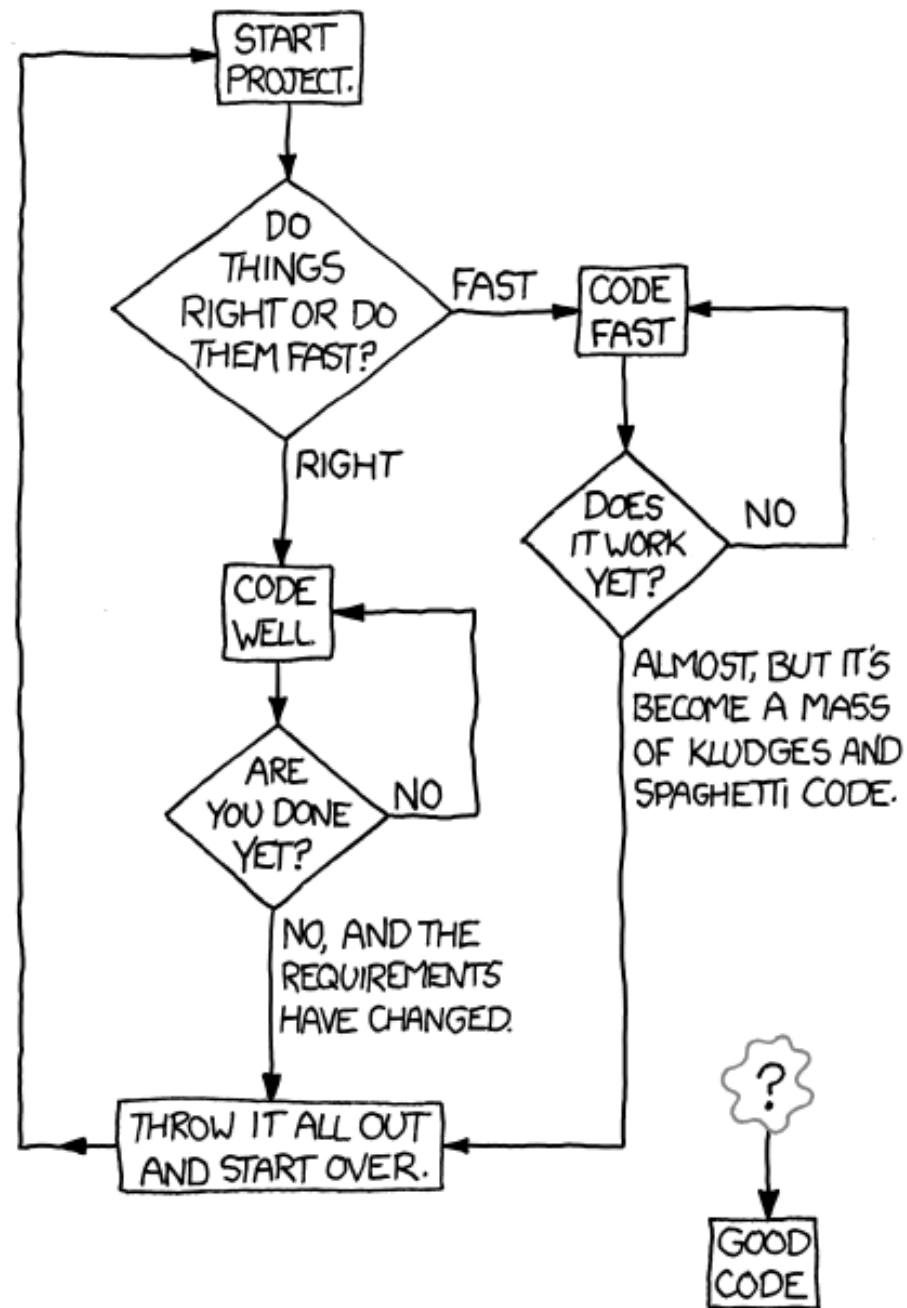 START
PROJECT.
DO
THINGS
RIGHT OR DO
THEM FAST?
FAST
CODE
FAST
RIGHT
DOES
IT WORK
YET?
NO
CODE
WELL.
ALMOST, BUT IT'S
BECOME A MASS
OF KLUDGES AND
SPAGHETTI CODE.
ARE
YOU DONE
YET?
NO
NO, AND THE
REQUIREMENTS
HAVE CHANGED.
THROW IT ALL OUT
AND START OVER.
?
GOOD
CODE